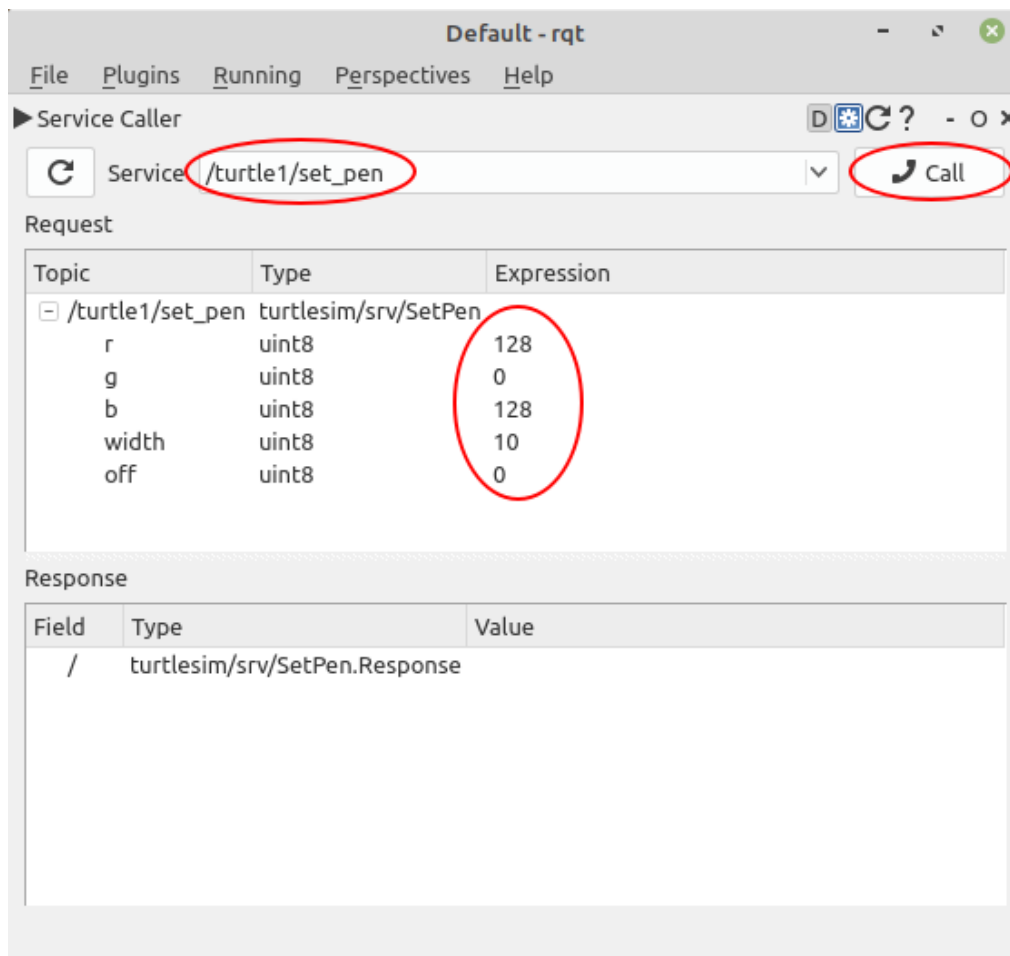 Default - rqt
File Plugins Running Perspectives Help
Service Caller D ? - O
Service /turtle1/set_pen Call
Request
Topic Type Expression
/turtle1/set_pen turtlesim/srv/SetPen
r uint8 128
g uint8 0
b uint8 128
width uint8 10
off uint8 0
Response
Field Type Value
/ turtlesim/srv/SetPen.Response